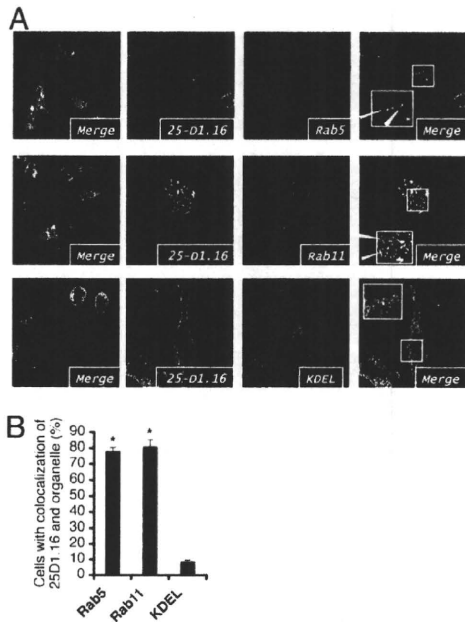 A
Merge 25-D1.16 Rab5 Merge
Merge 25-D1.16 Rab11 Merge
Merge 25-D1.16 KDEL Merge
B
Cells with colocalization of
25D1.16 and organelle (%)
90
80
70
60
50
40
30
20
10
0
* *
Rab5 Rab11 KDEL